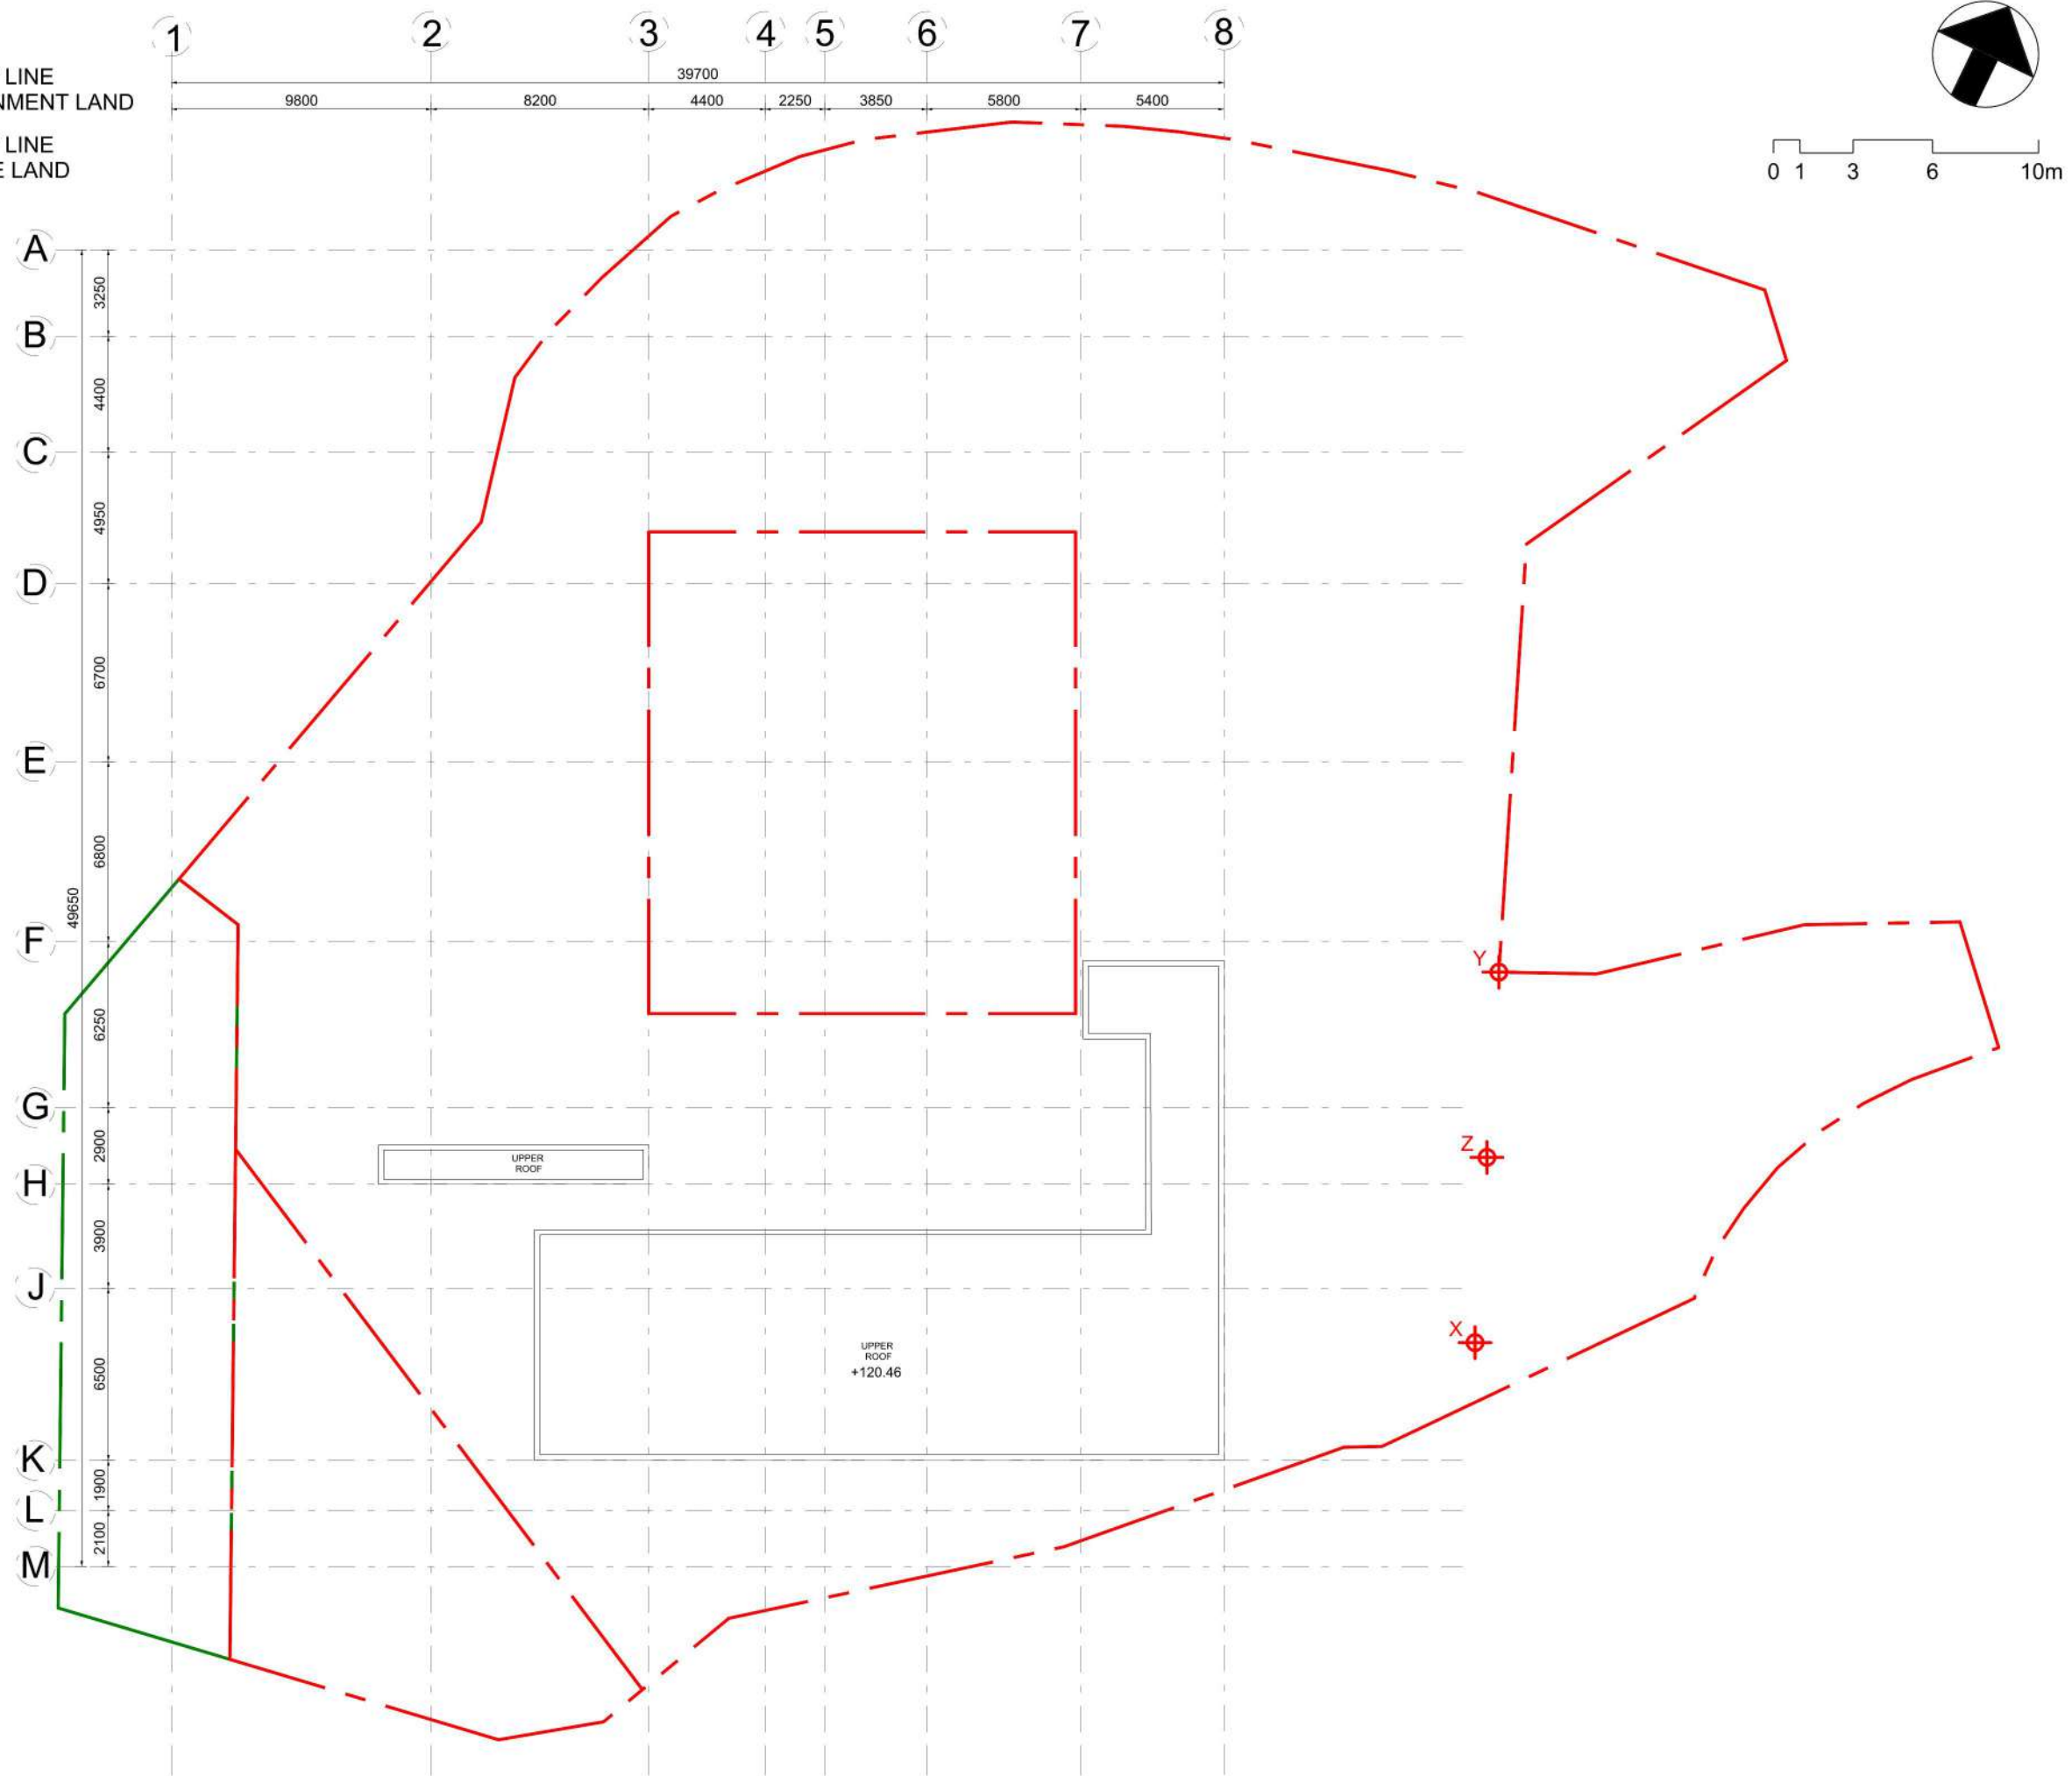 1 2 3 4 5 6 7 8
39700
9800 8200 4400 2250 3850 5800 5400
LINE
NMENT LAND
LINE
E LAND
0 1 3 6 10m
A
3250
B
4400
C
4950
D
6700
E
6800
49650
F
Y
6250
G
2900
Z
UPPER
ROOF
H
3900
J
X
UPPER
ROOF
+120.46
6500
K
1900
L
2100
M